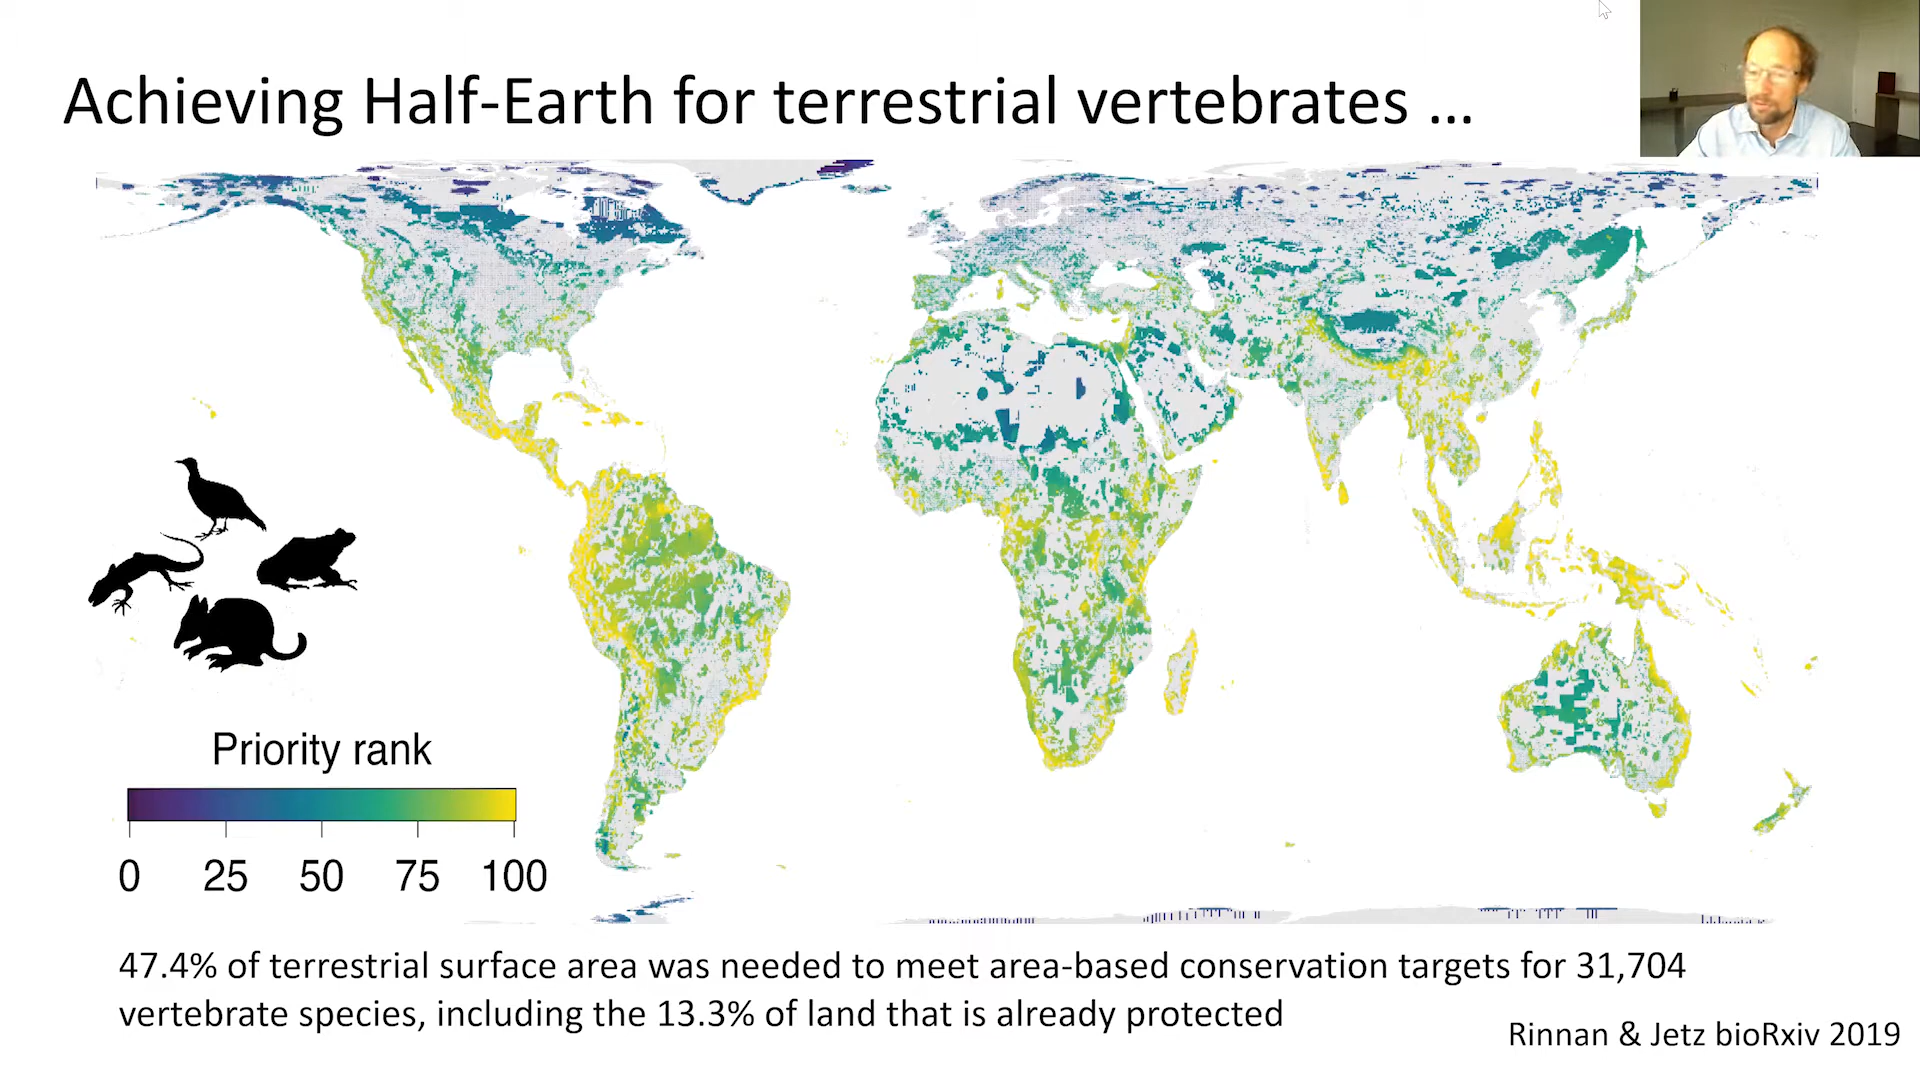 Achieving Half-Earth for terrestrial vertebrates ...
Priority rank
0 25 50 75 100
47.4% of terrestrial surface area was needed to meet area-based conservation targets for 31,704
vertebrate species, including the 13.3% of land that is already protected
Rinnan & Jetz bioRxiv 2019